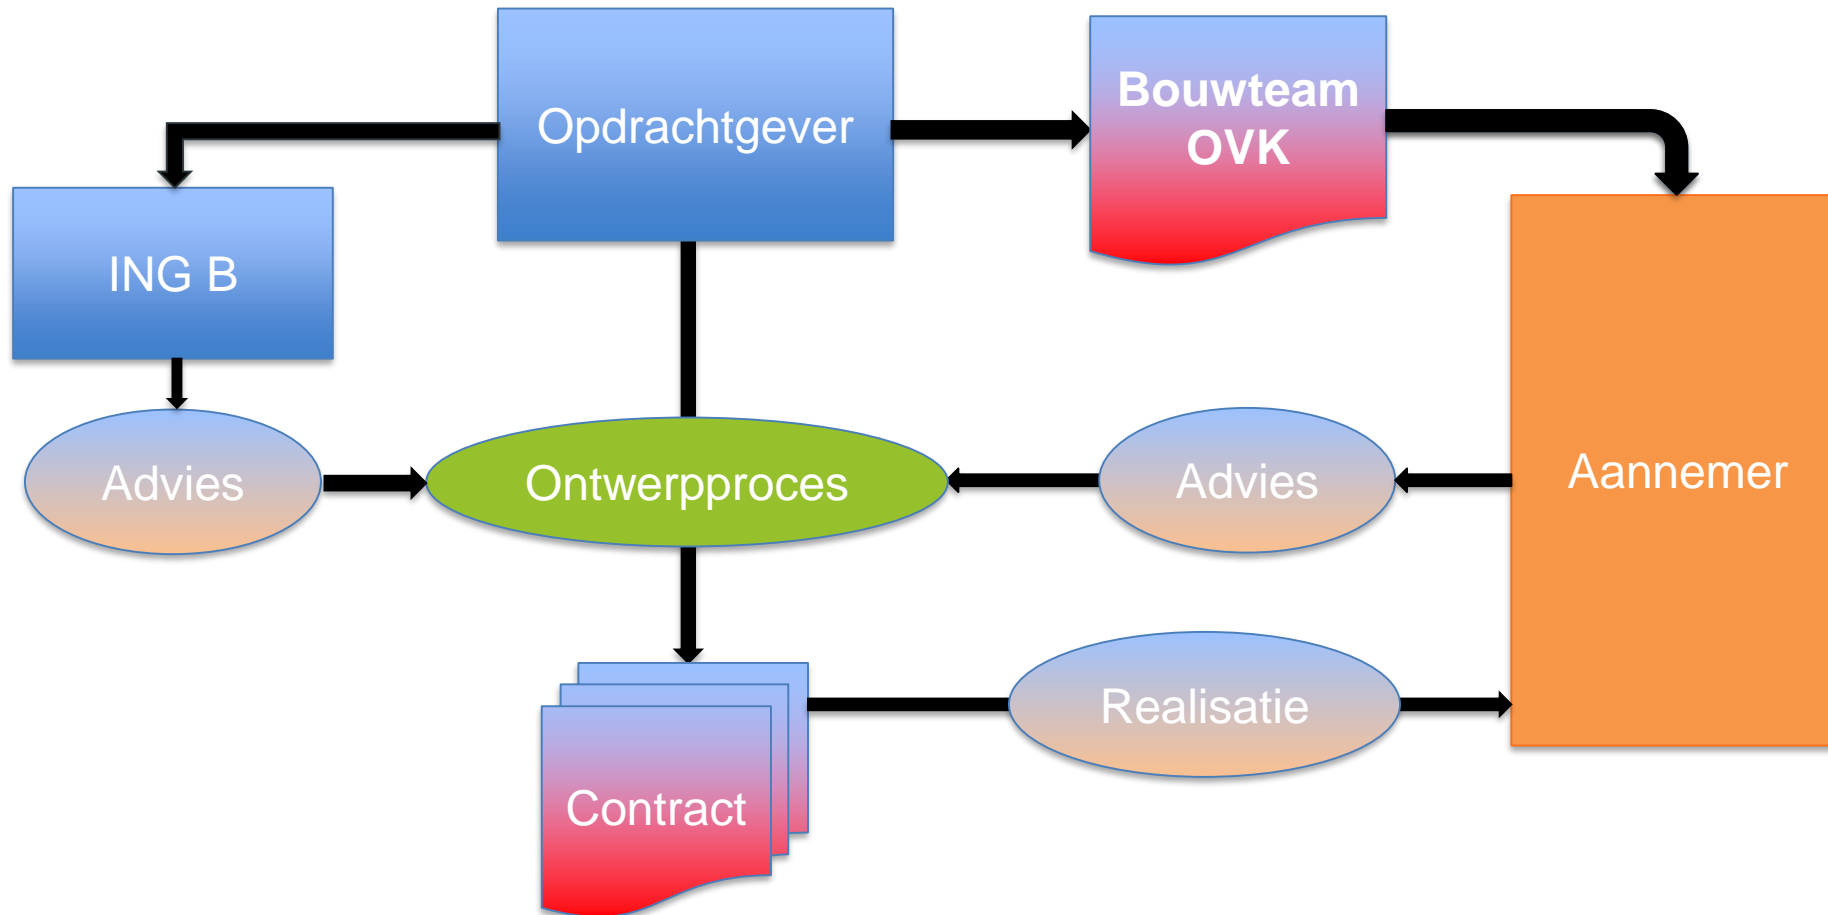 Opdrachtgever
Bouwteam
OVK
ING B
Advies
Ontwerpproces
Advies
Aannemer
Realisatie
Contract